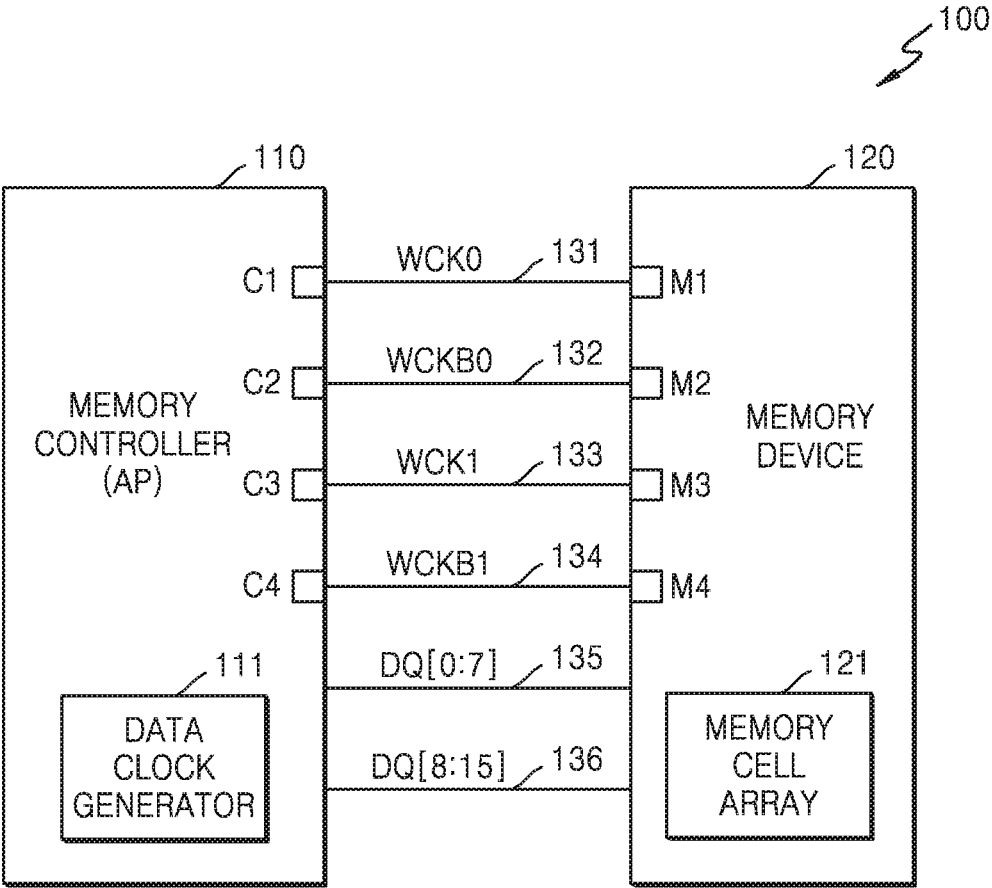 100
110
120
C1
WCK0
131
M1
C2
WCKB0
132
M2
MEMORY
CONTROLLER
(AP)
MEMORY
DEVICE
C3
WCK1
133
M3
C4
WCKB1
134
M4
111
DQ[0:7]
135
121
DATA
CLOCK
GENERATOR
DQ[8:15]
136
MEMORY
CELL
ARRAY